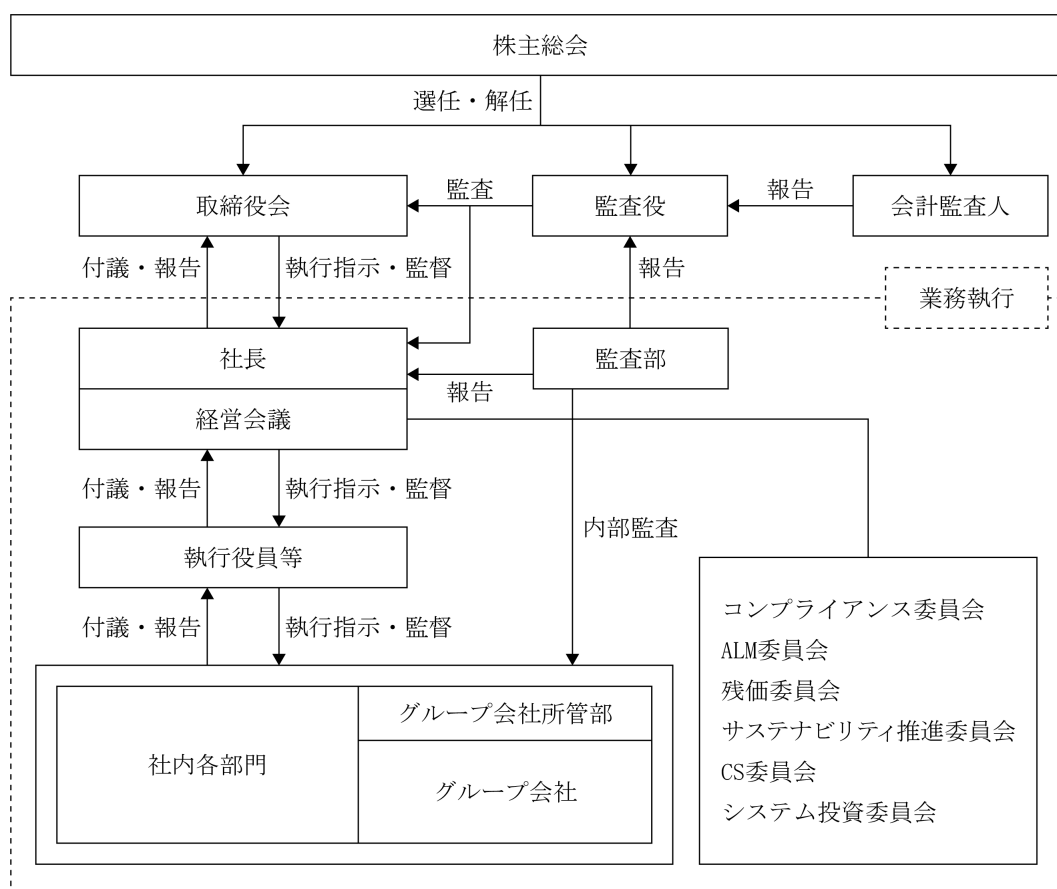 株主総会
選任・解任
取締役会
監査
監査役
報告
会計監査人
付議・報告
執行指示・監督
報告
業務執行
社長
監査部
報告
経営会議
付議・報告
執行指示・監督
内部監査
執行役員等
付議・報告
執行指示・監督
社内各部門
グループ会社所管部
グループ会社
コンプライアンス委員会
ALM委員会
残価委員会
サステナビリティ推進委員会
CS委員会
システム投資委員会